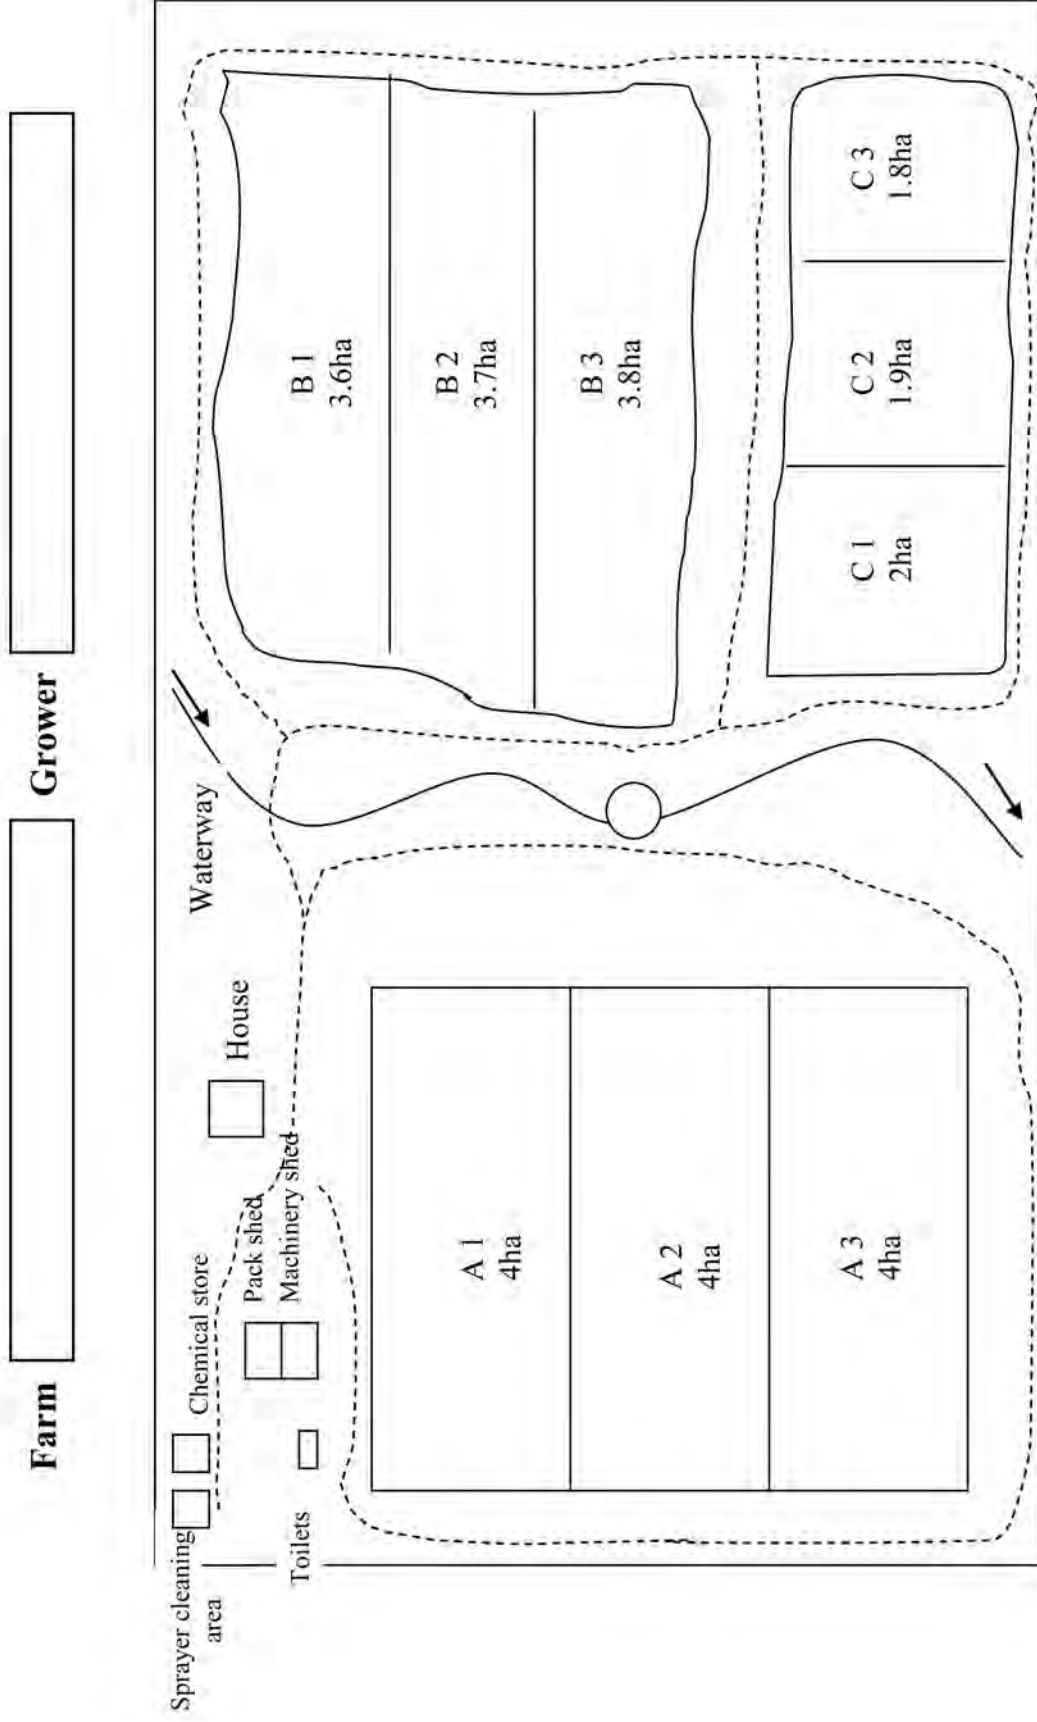 Farm
Grower
Sprayer cleaning
area
Chemical store
Toilets
Pack shed
Machinery shed
House
Waterway
A 1
4ha
A 2
4ha
A 3
4ha
B 1
3.6ha
B 2
3.7ha
B 3
3.8ha
C 1
2ha
C 2
1.9ha
C 3
1.8ha